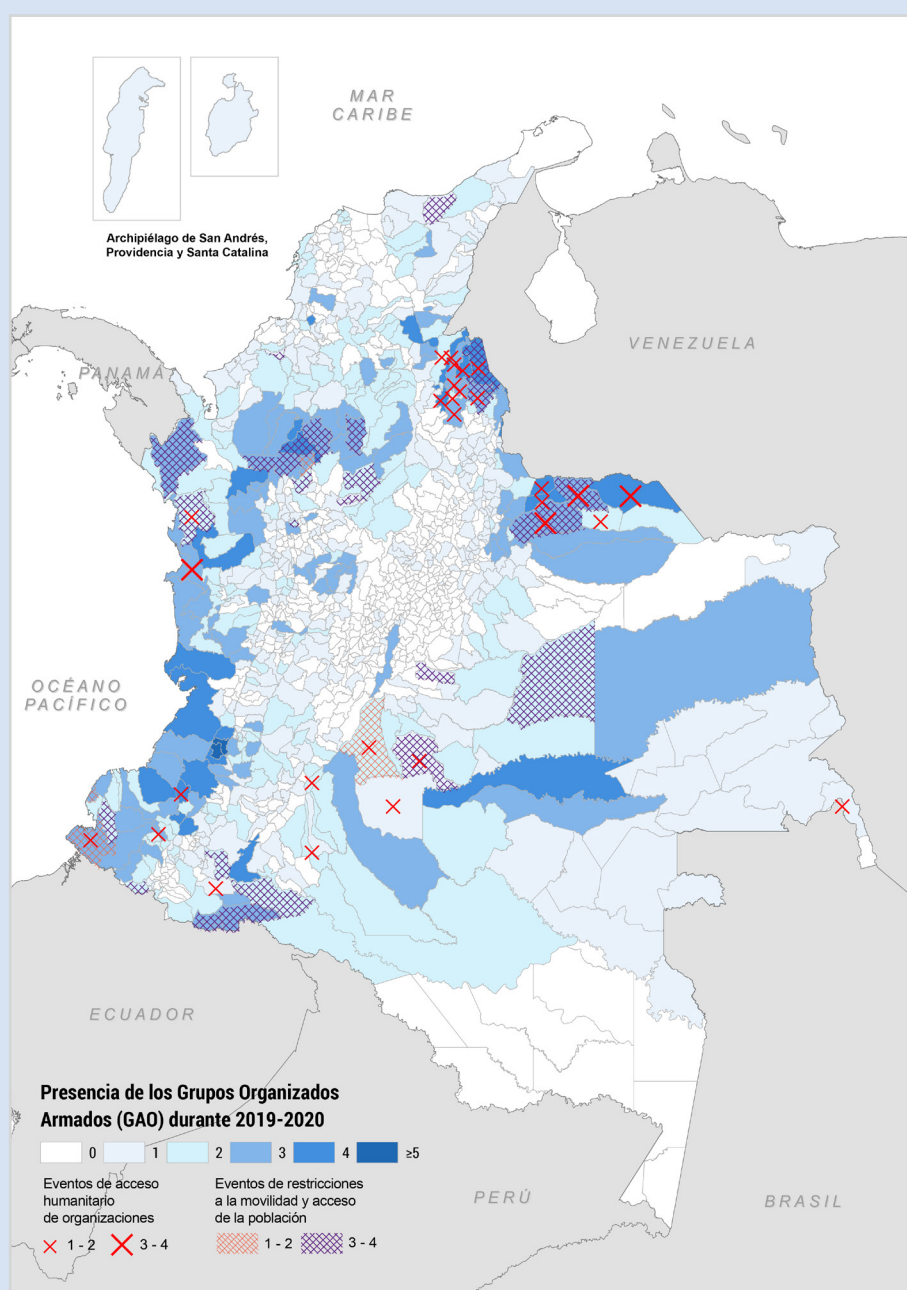 MAR
CARIBE
Archipiélago de San Andrés,
Providencia y Santa Catalina
PANAMÁ
VENEZUELA
OCÉANO
PACÍFICO
ECUADOR
PERÚ
BRASIL
Presencia de los Grupos Organizados
Armados (GAO) durante 2019-2020
0 1 2 3 4 ≥5
Eventos de acceso
humanitario
de organizaciones
1 - 2 3 - 4
Eventos de restricciones
a la movilidad y acceso
de la población
1 - 2 3 - 4